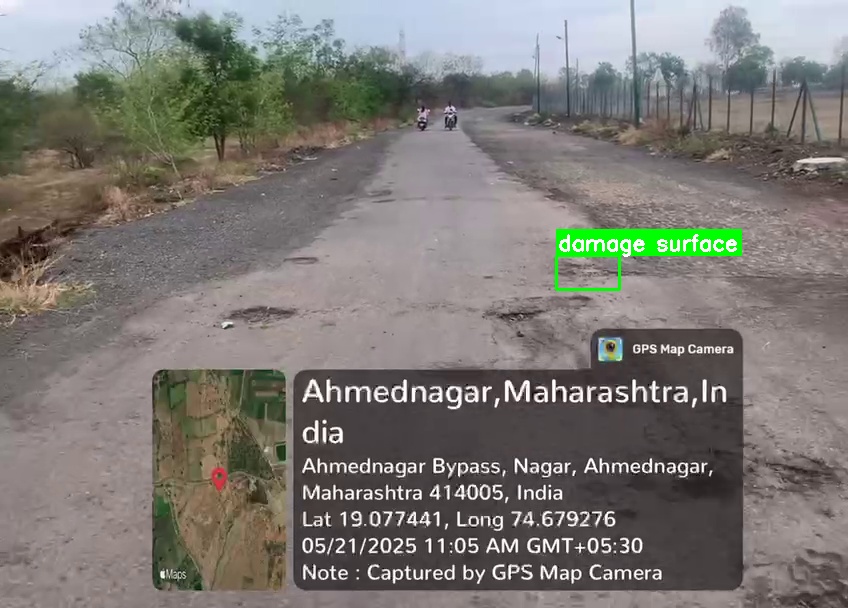 damage surface
GPS Map Camera
Ahmednagar,Maharashtra,In
dia
Ahmednagar Bypass, Nagar, Ahmednagar,
Maharashtra 414005, India
Lat 19.077441, Long 74.679276
05/21/2025 11:05 AM GMT+05:30
Note : Captured by GPS Map Camera
Maps